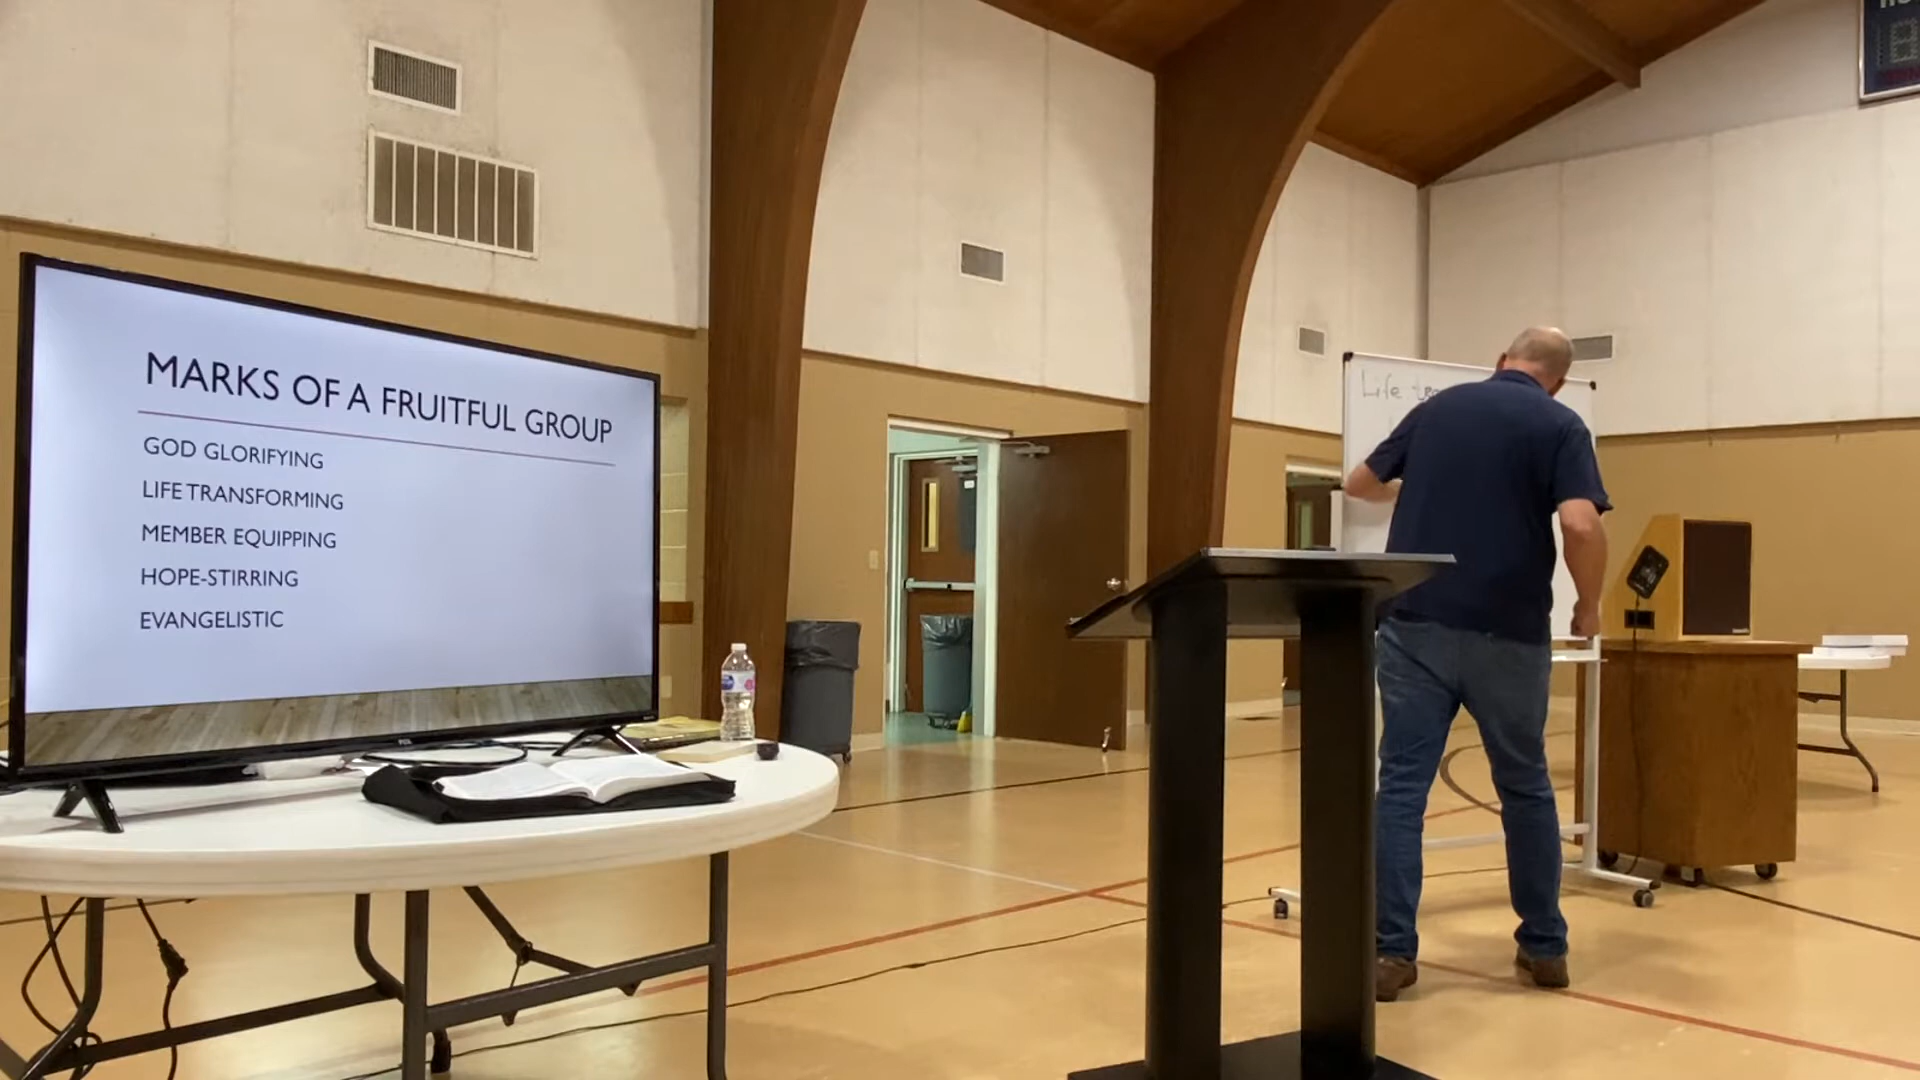 MARKS OF A FRUITFUL GROUP
GOD GLORIFYING
LIFE TRANSFORMING
MEMBER EQUIPPING
HOPE-STIRRING
EVANGELISTIC
Life